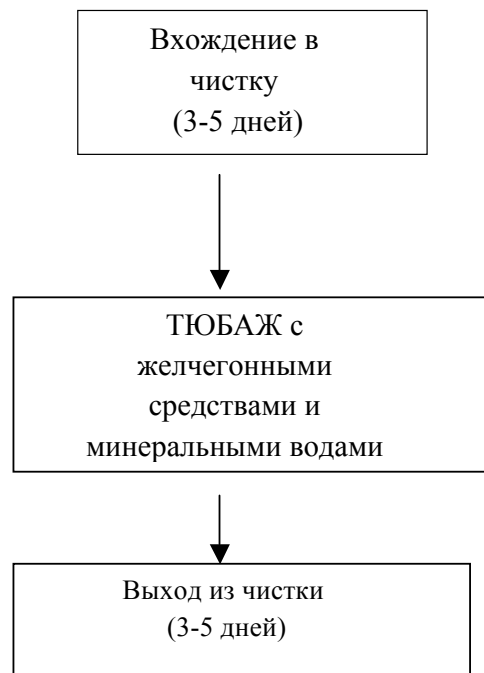 Вхождение в
чистку
(3-5 дней)
ТЮБАЖ с
желчегонными
средствами и
минеральными водами
Выход из чистки
(3-5 дней)